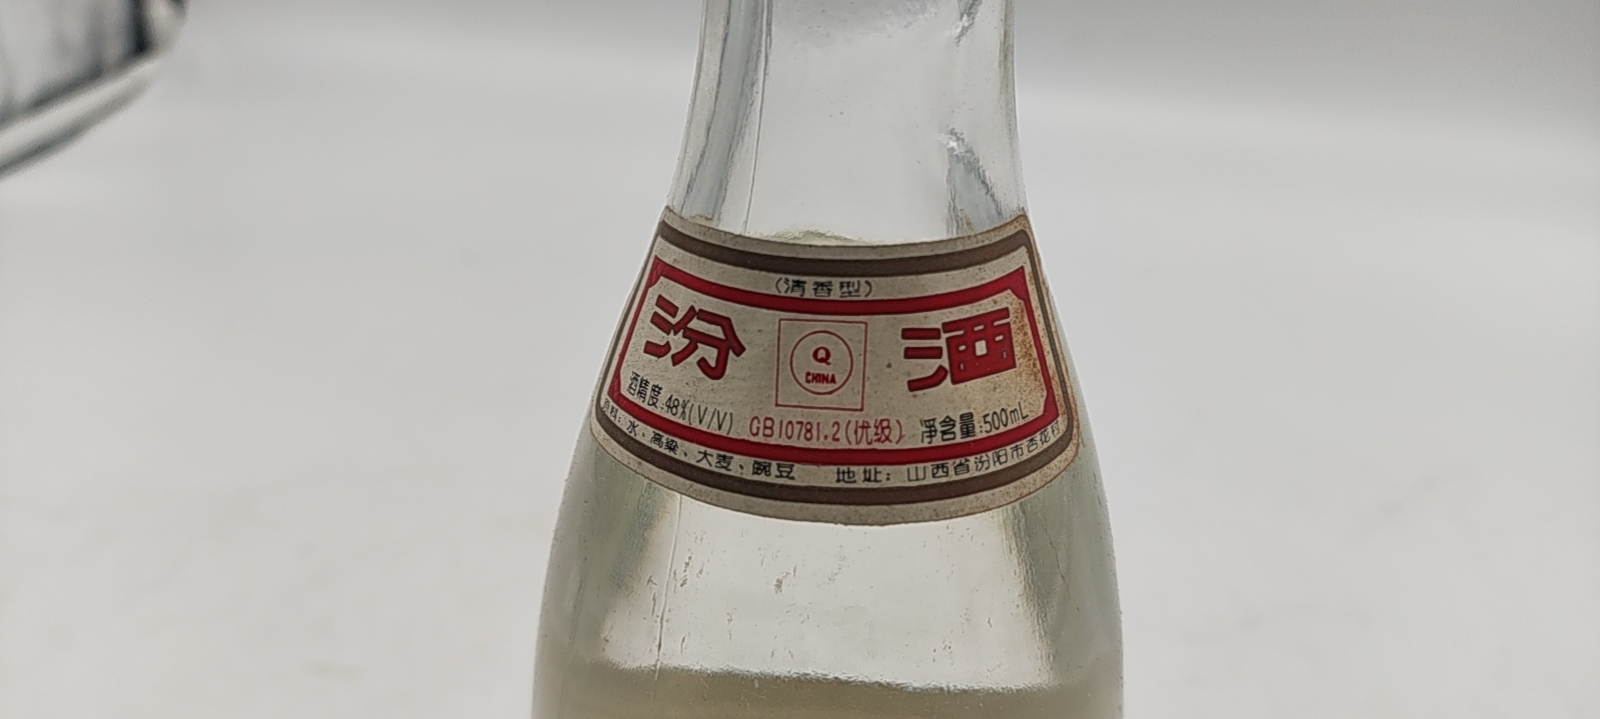 (清香型)
汾 酒
Q
CHINA
酒精度:48%(V/V) GB10781.2(优级) 净含量:500mL
原料:水、高粱、大麦、豌豆 地址:山西省汾阳市杏花村